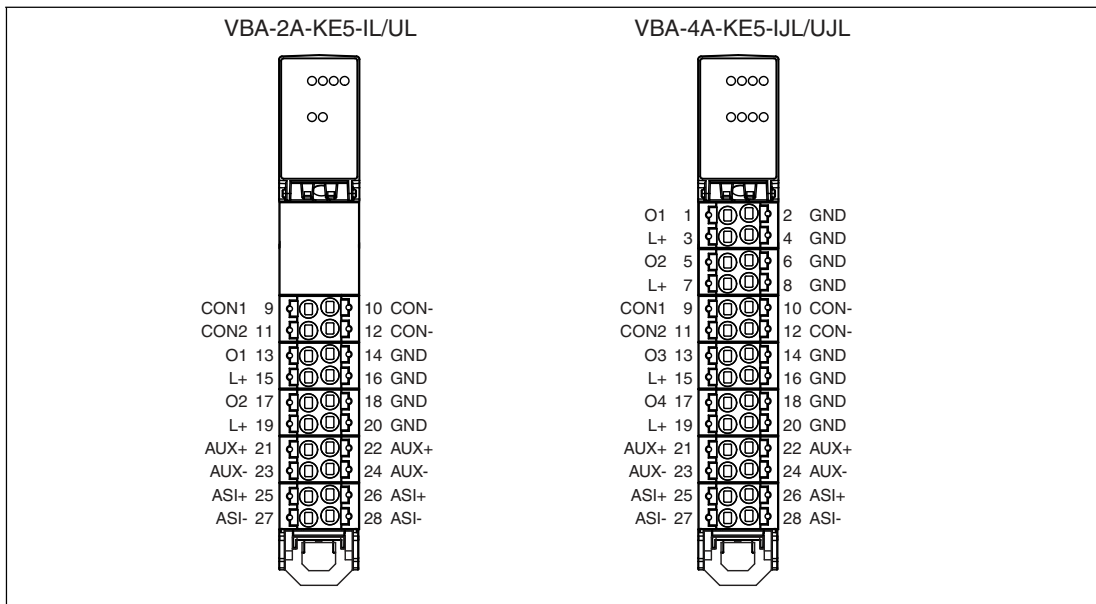 VBA-2A-KE5-IL/UL
CON1 9 10 CON-
CON2 11 12 CON-
O1 13 14 GND
L+ 15 16 GND
O2 17 18 GND
L+ 19 20 GND
AUX+ 21 22 AUX+
AUX- 23 24 AUX-
ASI+ 25 26 ASI+
ASI- 27 28 ASI-
VBA-4A-KE5-IJL/UJL
O1 1 2 GND
L+ 3 4 GND
O2 5 6 GND
L+ 7 8 GND
CON1 9 10 CON-
CON2 11 12 CON-
O3 13 14 GND
L+ 15 16 GND
O4 17 18 GND
L+ 19 20 GND
AUX+ 21 22 AUX+
AUX- 23 24 AUX-
ASI+ 25 26 ASI+
ASI- 27 28 ASI-